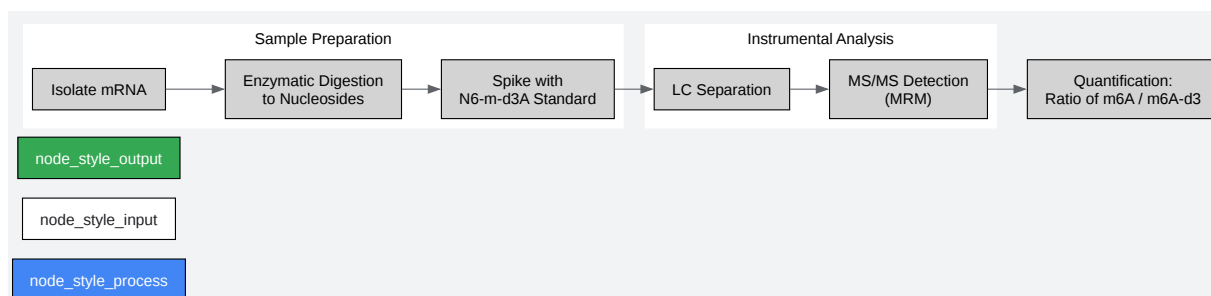 Sample Preparation
Isolate mRNA
Enzymatic Digestion
to Nucleosides
Spike with
N6-m-d3A Standard
Instrumental Analysis
LC Separation
MS/MS Detection
(MRM)
Quantification:
Ratio of m6A / m6A-d3
node_style_output
node_style_input
node_style_process